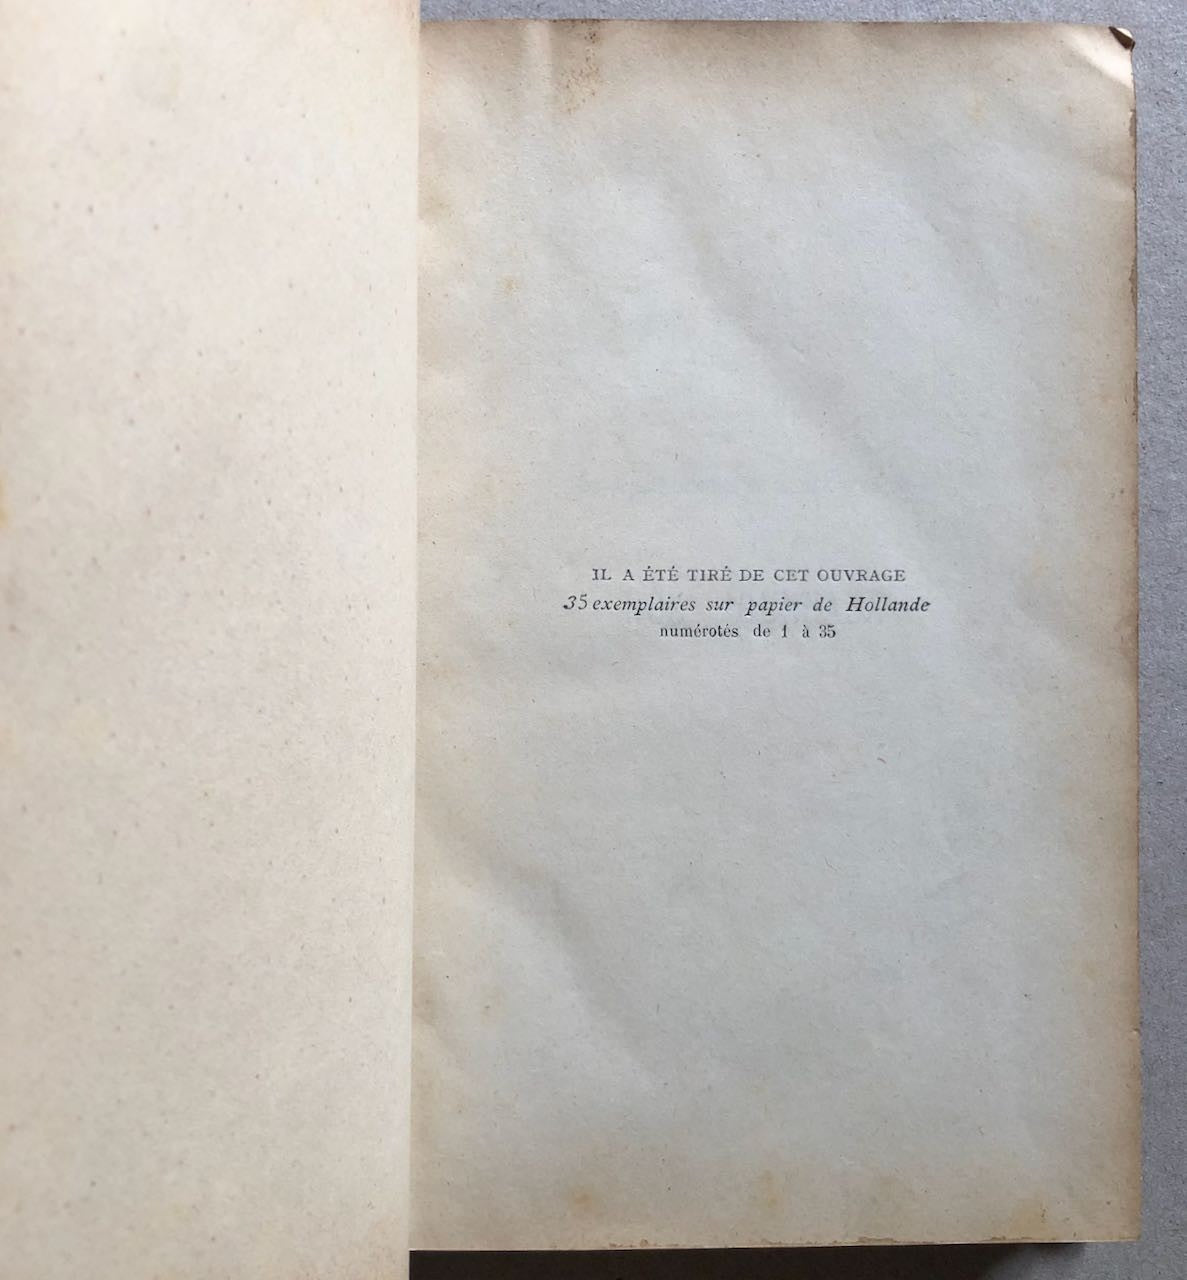 IL A ÉTÉ TIRÉ DE CET OUVRAGE
35 exemplaires sur papier de Hollande
numérotés de 1 à 35